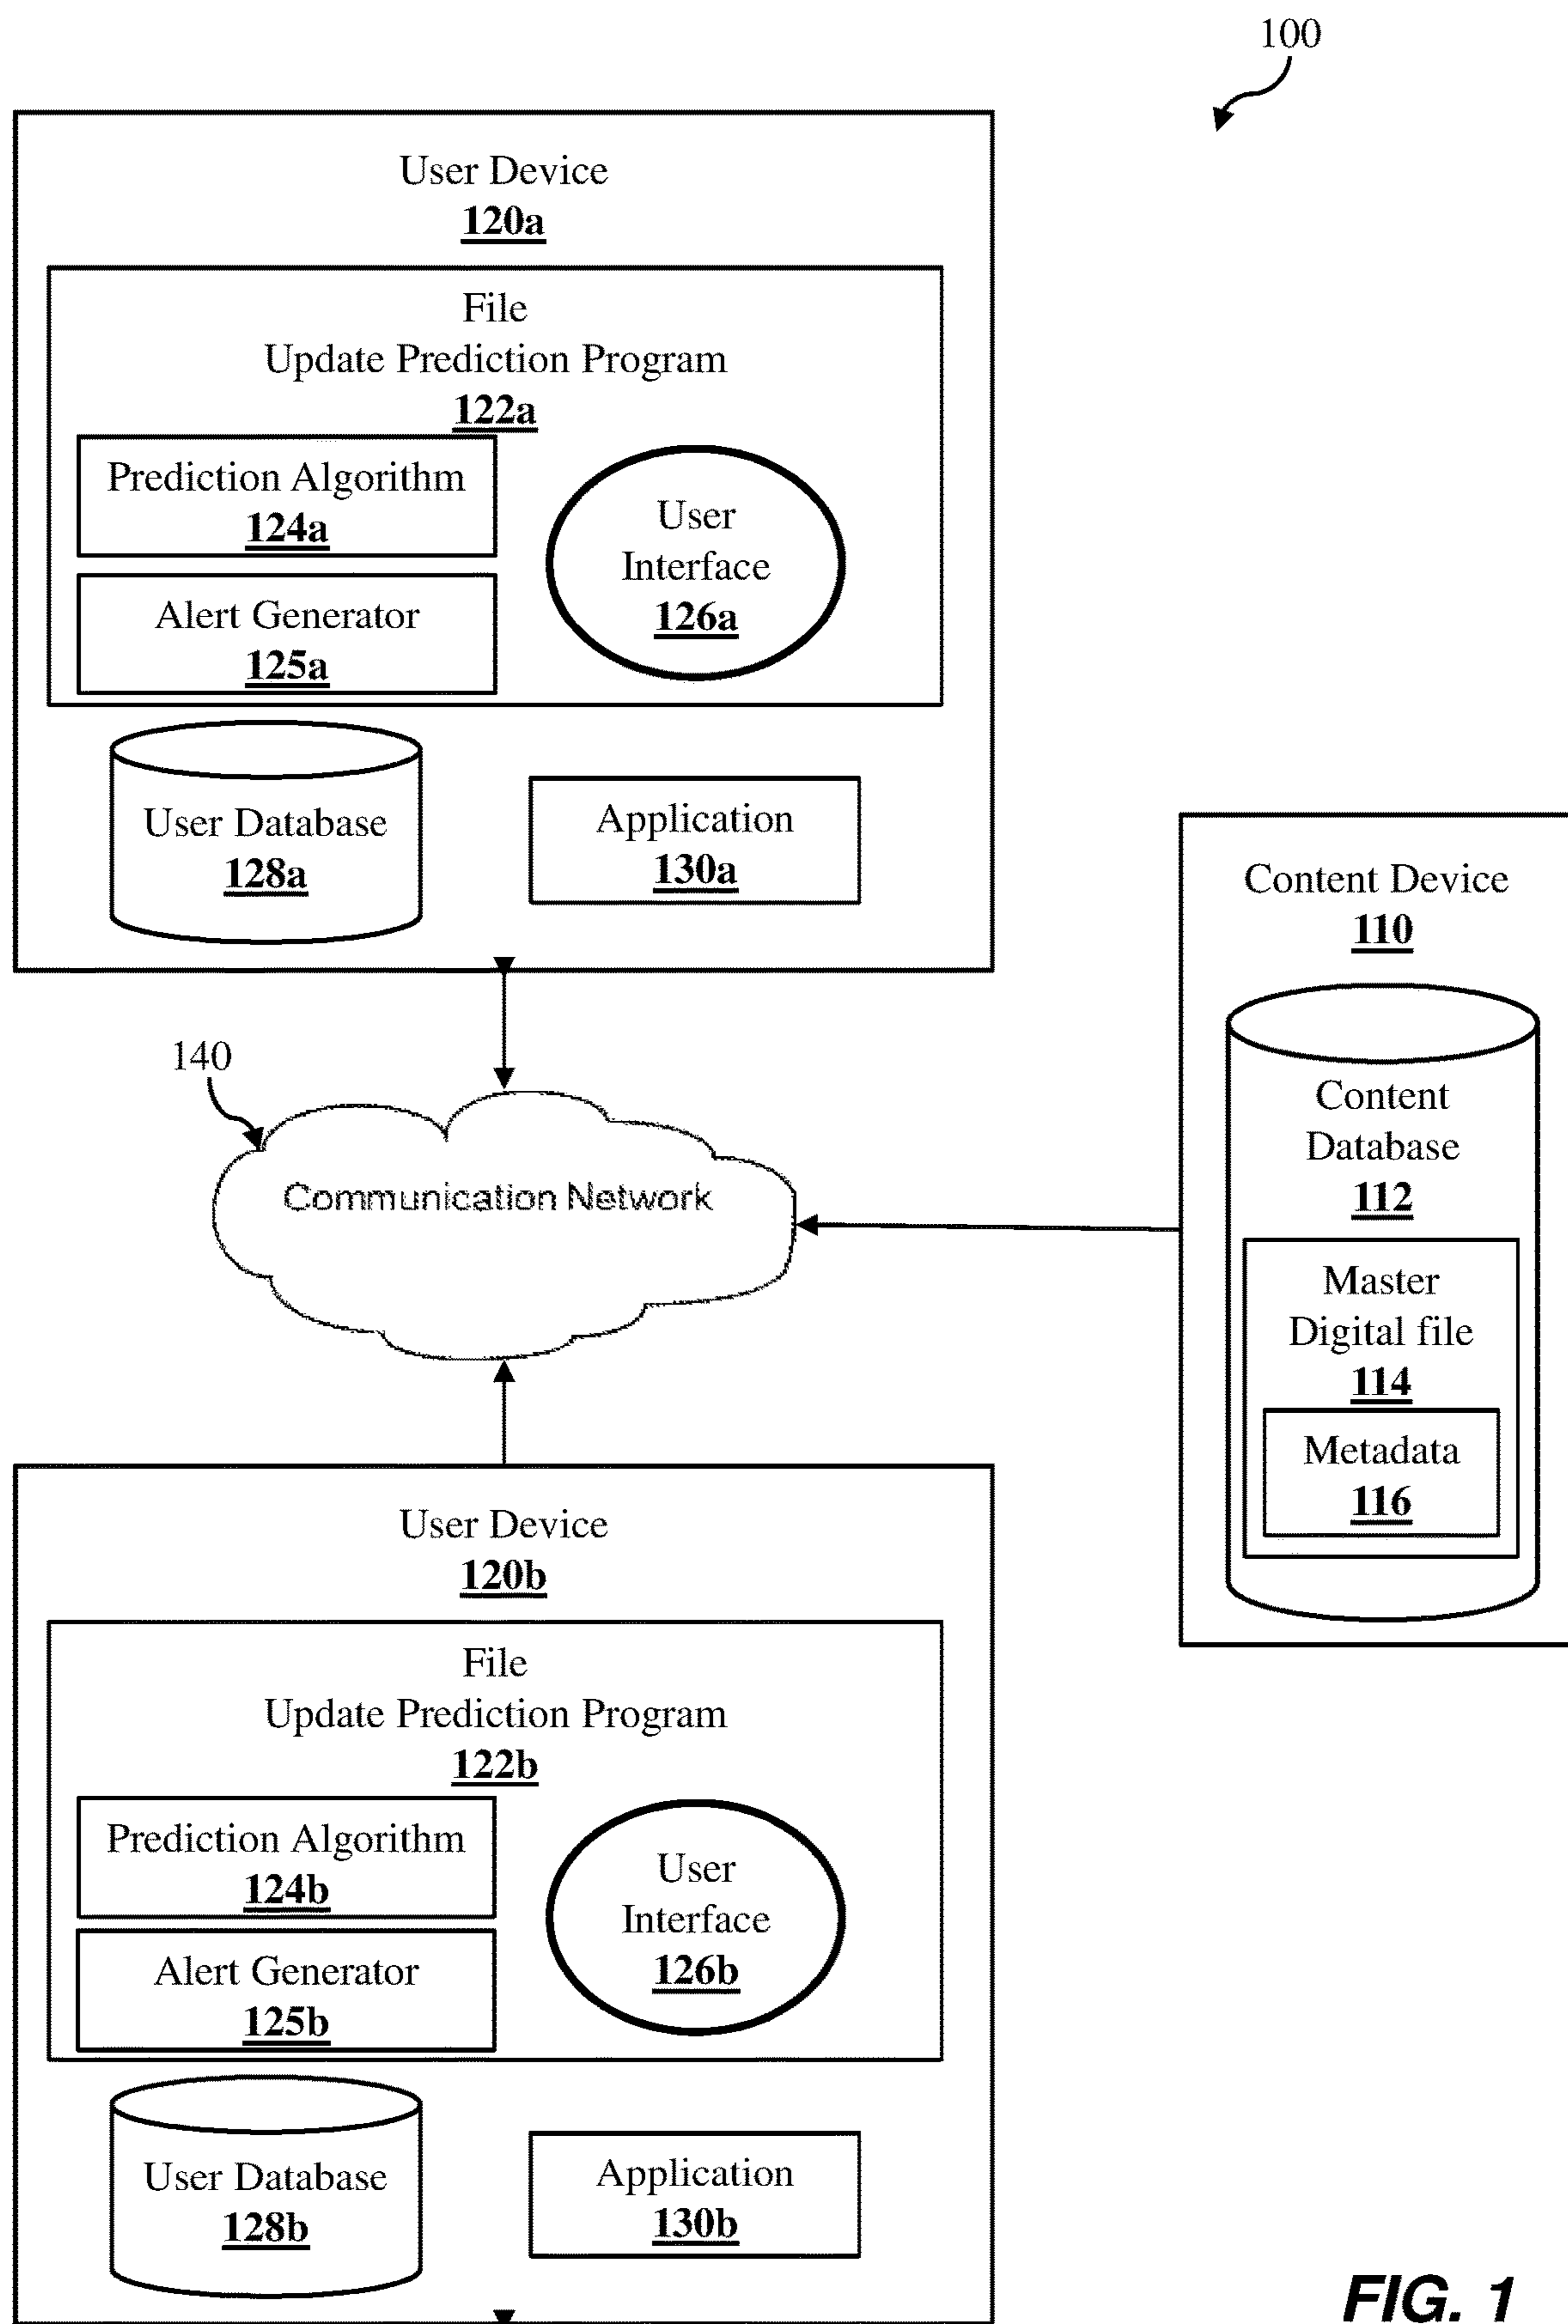 100
User Device
120a
File
Update Prediction Program
122a
Prediction Algorithm
124a
Alert Generator
125a
User
Interface
126a
User Database
128a
Application
130a
Content Device
110
Content
Database
112
Master
Digital file
114
Metadata
116
140
Communication Network
User Device
120b
File
Update Prediction Program
122b
Prediction Algorithm
124b
Alert Generator
125b
User
Interface
126b
User Database
128b
Application
130b
FIG. 1